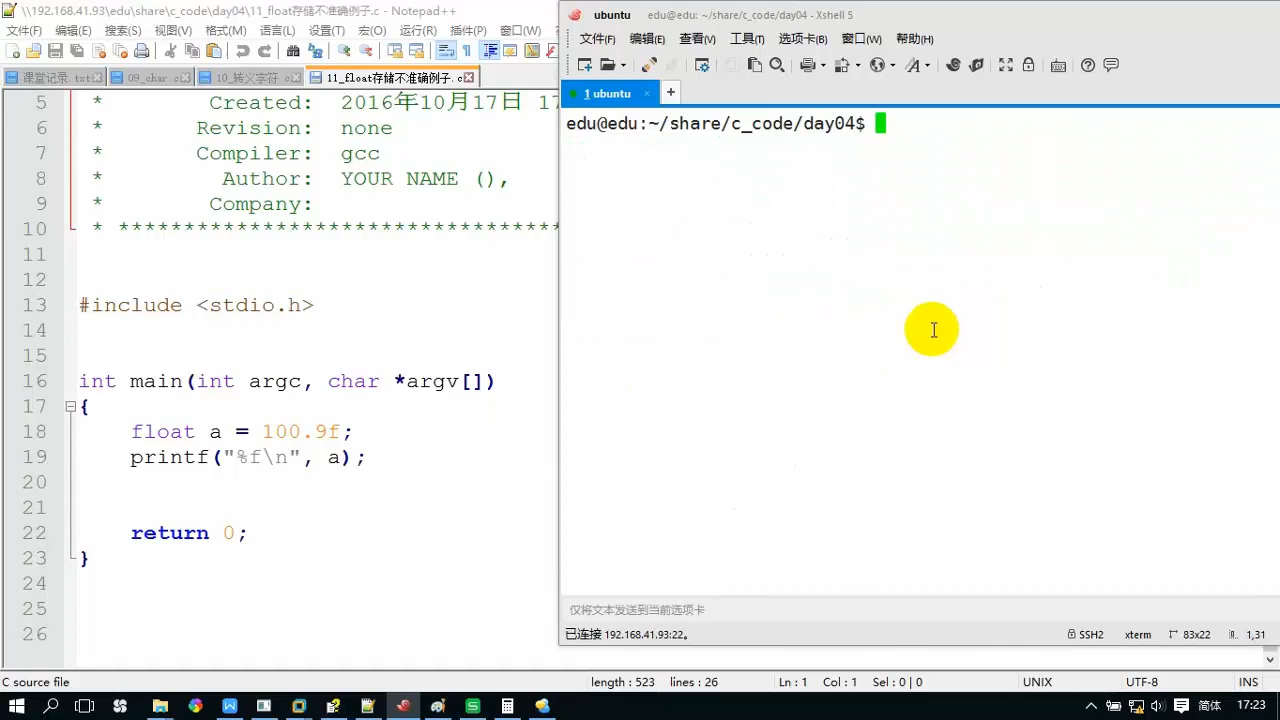 \\192.168.41.93\edu\share\c_code\day04\11_float存储不准确例子.c - Notepad++
文件(F) 编辑(E) 搜索(S) 视图(V) 格式(M) 语言(L) 设置(T) 宏(O) 运行(R) 插件(P) 窗口(W)
课堂记录.txt 09_char.c 10_转义字符.c 11_float存储不准确例子.c
5 * Created: 2016年10月17日 17
6 * Revision: none
7 * Compiler: gcc
8 * Author: YOUR NAME (),
9 * Company:
10 * **********************************
11
12
13 #include <stdio.h>
14
15
16 int main(int argc, char *argv[])
17 {
18 float a = 100.9f;
19 printf("%f\n", a);
20
21
22 return 0;
23 }
24
25
26
ubuntu edu@edu: ~/share/c_code/day04 - Xshell 5
文件(F) 编辑(E) 查看(V) 工具(T) 选项卡(B) 窗口(W) 帮助(H)
1 ubuntu × +
edu@edu:~/share/c_code/day04$
仅将文本发送到当前选项卡
已连接 192.168.41.93:22。 SSH2 xterm 83x22 1,31
C source file length : 523 lines : 26 Ln : 1 Col : 1 Sel : 0 | 0 UNIX UTF-8 INS
简体 17:23